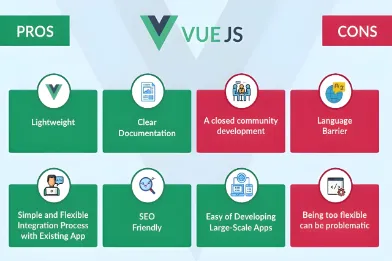 PROS
VUE JS
CONS
Lightweight
Clear
Documentation
A closed community
development
Language
Barrier
Simple and Flexible
Integration Process
with Existing App
SEO
Friendly
Easy of Developing
Large-Scale Apps
Being too flexible
can be problematic